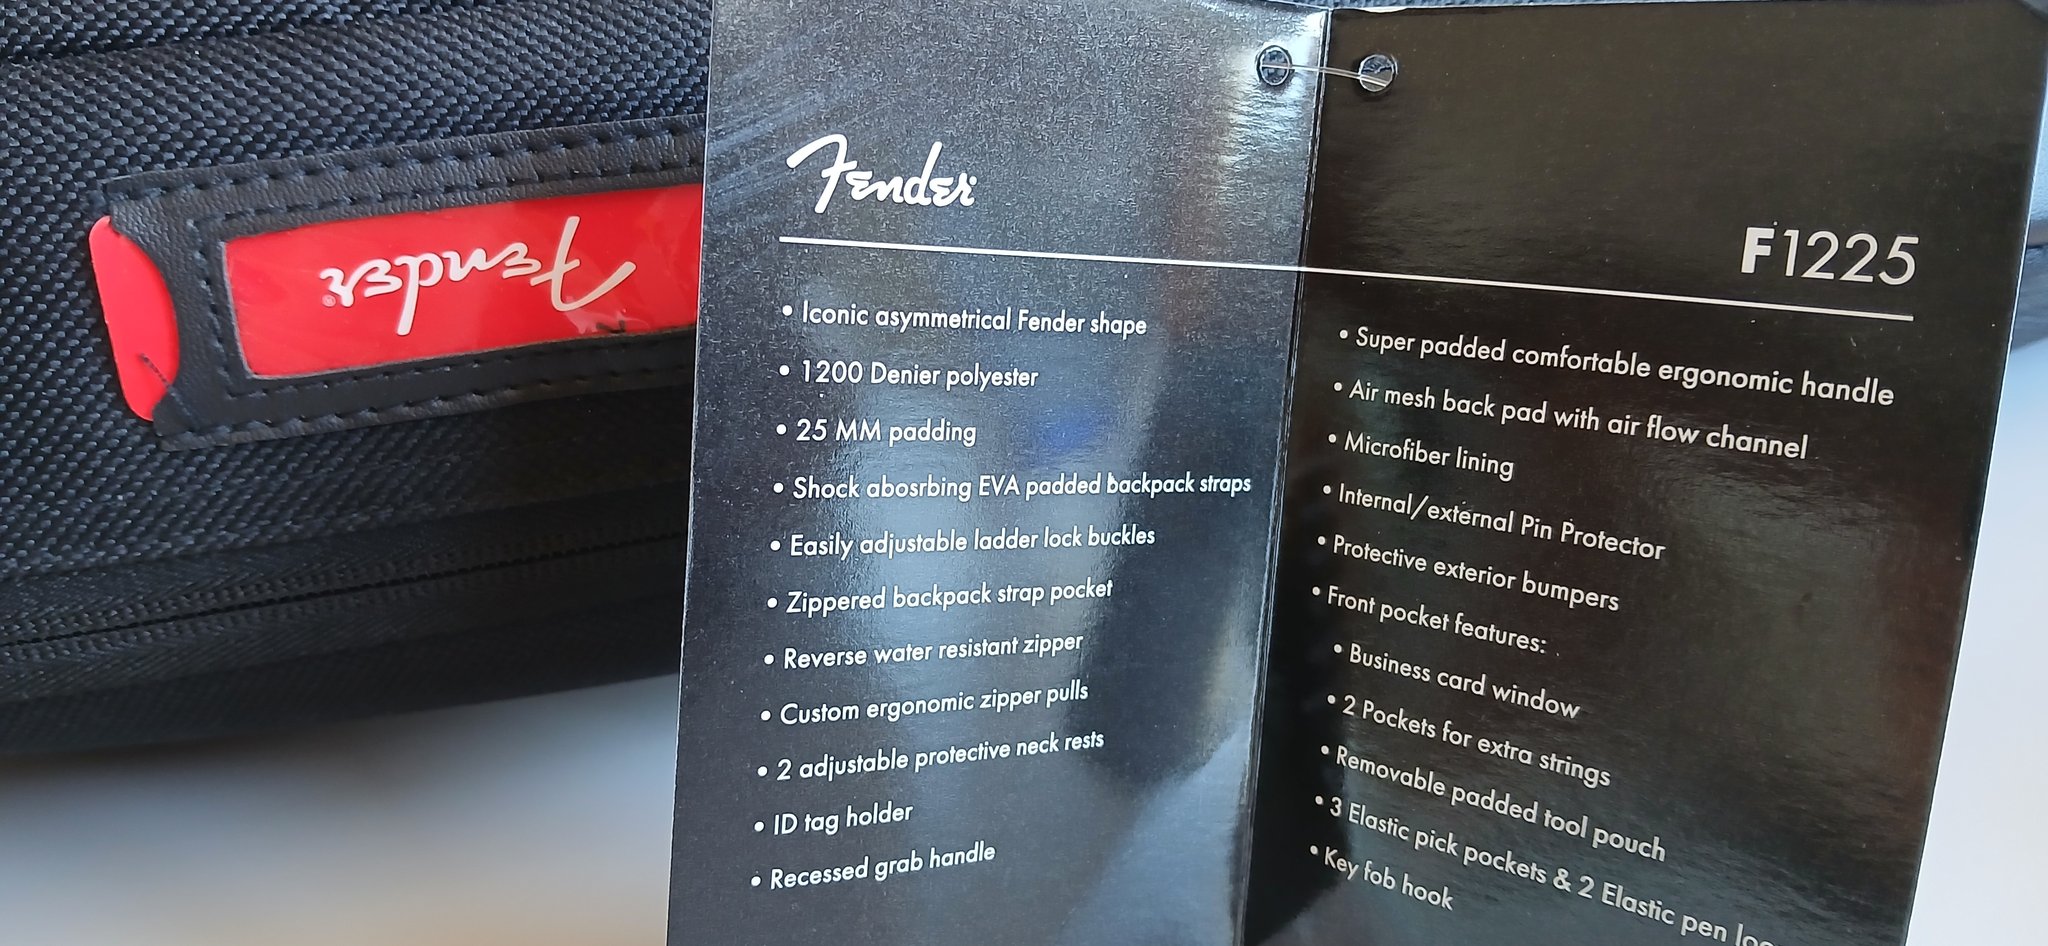 Fender
Fender
• Iconic asymmetrical Fender shape
• 1200 Denier polyester
• 25 MM padding
• Shock abosrbing EVA padded backpack straps
• Easily adjustable ladder lock buckles
• Zippered backpack strap pocket
• Reverse water resistant zipper
• Custom ergonomic zipper pulls
• 2 adjustable protective neck rests
• ID tag holder
• Recessed grab handle
F1225
• Super padded comfortable ergonomic handle
• Air mesh back pad with air flow channel
• Microfiber lining
• Internal/external Pin Protector
• Protective exterior bumpers
• Front pocket features:
• Business card window
• 2 Pockets for extra strings
• Removable padded tool pouch
• 3 Elastic pick pockets & 2 Elastic pen
• Key fob hook